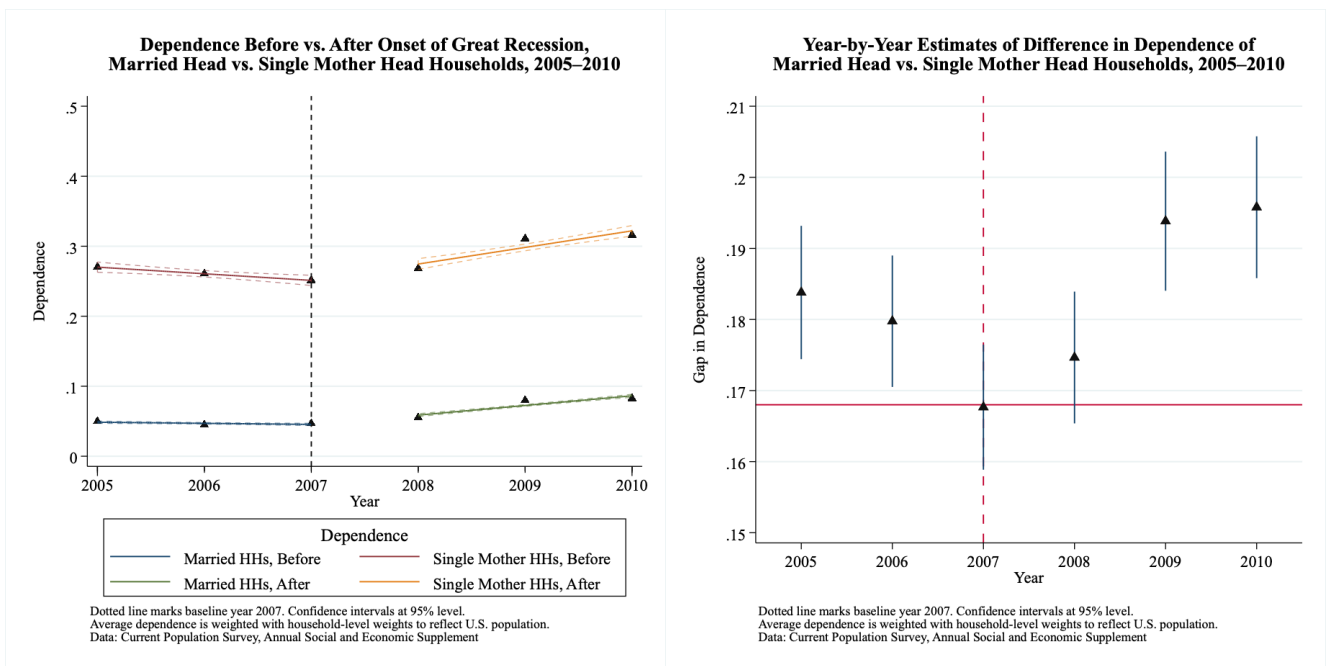 Dependence Before vs. After Onset of Great Recession,
Married Head vs. Single Mother Head Households, 2005–2010
.5
.4
.3
.2
.1
0
Dependence
2005 2006 2007 2008 2009 2010
Year
Dependence
Married HHs, Before Single Mother HHs, Before
Married HHs, After Single Mother HHs, After
Dotted line marks baseline year 2007. Confidence intervals at 95% level.
Average dependence is weighted with household-level weights to reflect U.S. population.
Data: Current Population Survey, Annual Social and Economic Supplement
Year-by-Year Estimates of Difference in Dependence of
Married Head vs. Single Mother Head Households, 2005–2010
.21
.2
.19
.18
.17
.16
.15
Gap in Dependence
2005 2006 2007 2008 2009 2010
Year
Dotted line marks baseline year 2007. Confidence intervals at 95% level.
Average dependence is weighted with household-level weights to reflect U.S. population.
Data: Current Population Survey, Annual Social and Economic Supplement